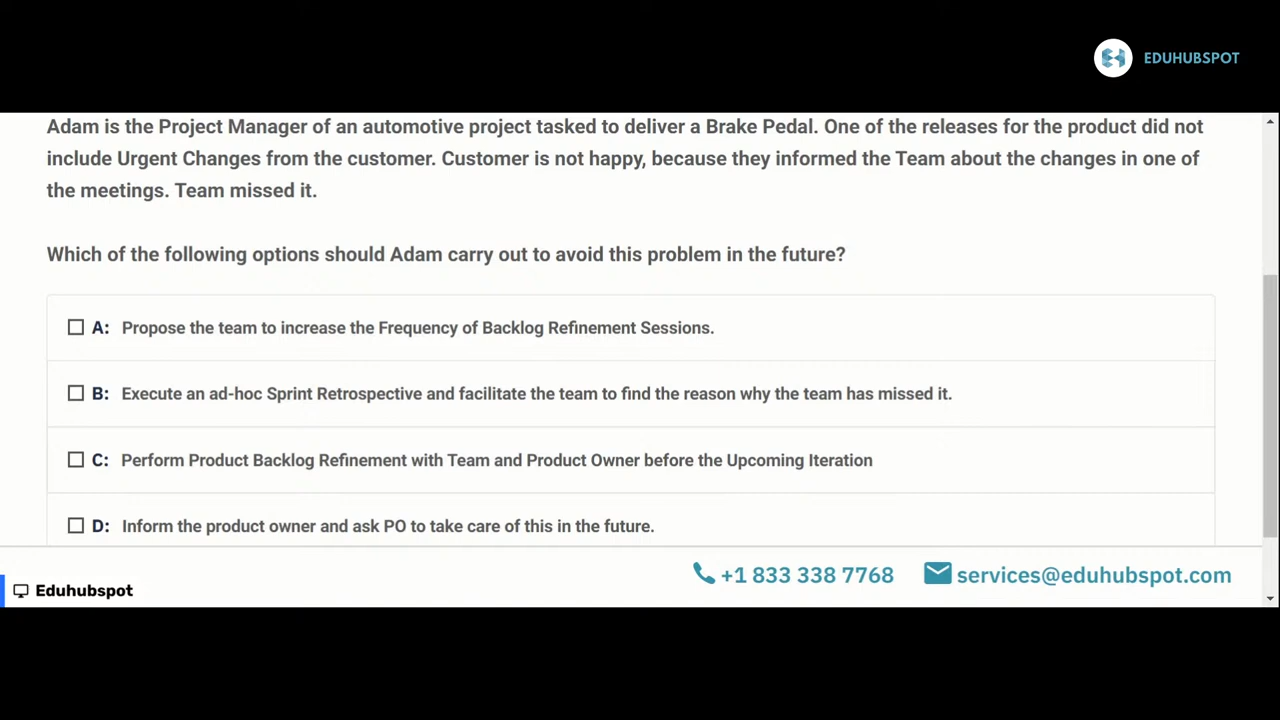 EDUHUBSPOT
Adam is the Project Manager of an automotive project tasked to deliver a Brake Pedal. One of the releases for the product did not
include Urgent Changes from the customer. Customer is not happy, because they informed the Team about the changes in one of
the meetings. Team missed it.
Which of the following options should Adam carry out to avoid this problem in the future?
A: Propose the team to increase the Frequency of Backlog Refinement Sessions.
B: Execute an ad-hoc Sprint Retrospective and facilitate the team to find the reason why the team has missed it.
C: Perform Product Backlog Refinement with Team and Product Owner before the Upcoming Iteration
D: Inform the product owner and ask PO to take care of this in the future.
+1 833 338 7768 services@eduhubspot.com
Eduhubspot